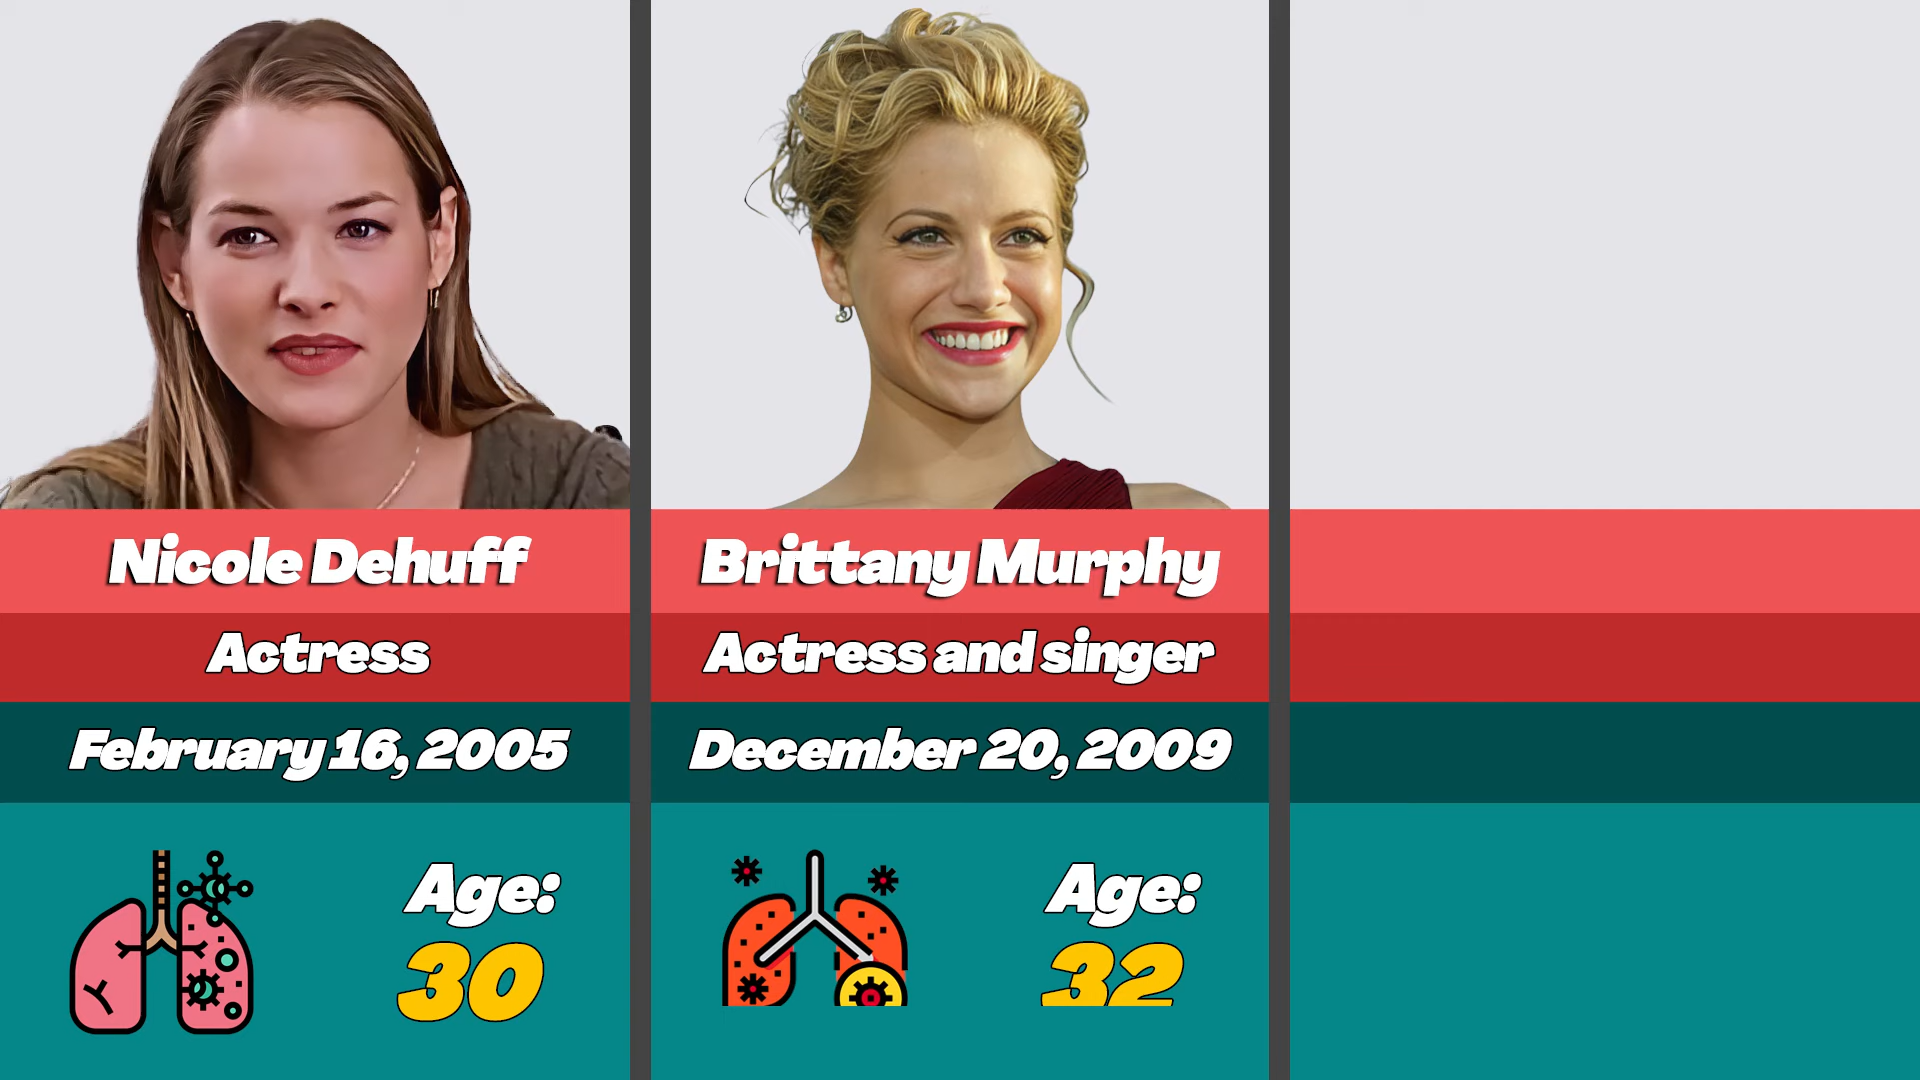 Nicole Dehuff
Actress
February 16, 2005
Age:
30
Brittany Murphy
Actress and singer
December 20, 2009
Age:
32